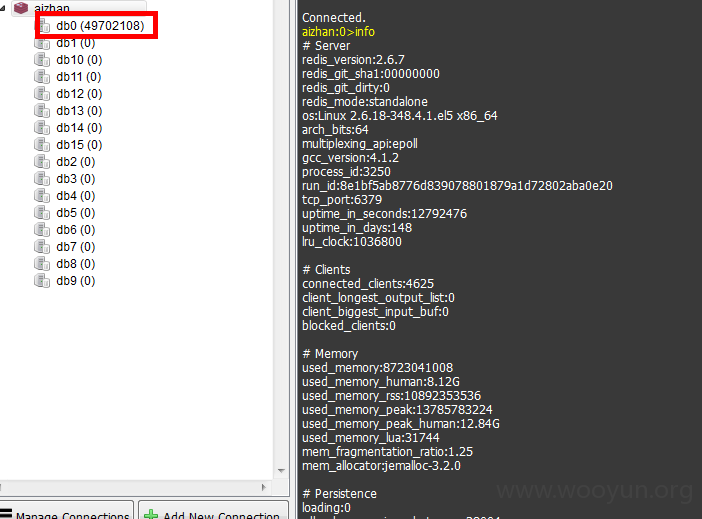 aizhan
db0 (49702108)
db1 (0)
db10 (0)
db11 (0)
db12 (0)
db13 (0)
db14 (0)
db15 (0)
db2 (0)
db3 (0)
db4 (0)
db5 (0)
db6 (0)
db7 (0)
db8 (0)
db9 (0)
Manage Connections
Add New Connection
Connected.
aizhan:0>info
# Server
redis_version:2.6.7
redis_git_sha1:00000000
redis_git_dirty:0
redis_mode:standalone
os:Linux 2.6.18-348.4.1.el5 x86_64
arch_bits:64
multiplexing_api:epoll
gcc_version:4.1.2
process_id:3250
run_id:8e1bf5ab8776d839078801879a1d72802aba0e20
tcp_port:6379
uptime_in_seconds:12792476
uptime_in_days:148
lru_clock:1036800
# Clients
connected_clients:4625
client_longest_output_list:0
client_biggest_input_buf:0
blocked_clients:0
# Memory
used_memory:8723041008
used_memory_human:8.12G
used_memory_rss:10892353536
used_memory_peak:13785783224
used_memory_peak_human:12.84G
used_memory_lua:31744
mem_fragmentation_ratio:1.25
mem_allocator:jemalloc-3.2.0
# Persistence
loading:0
www.wooyun.org